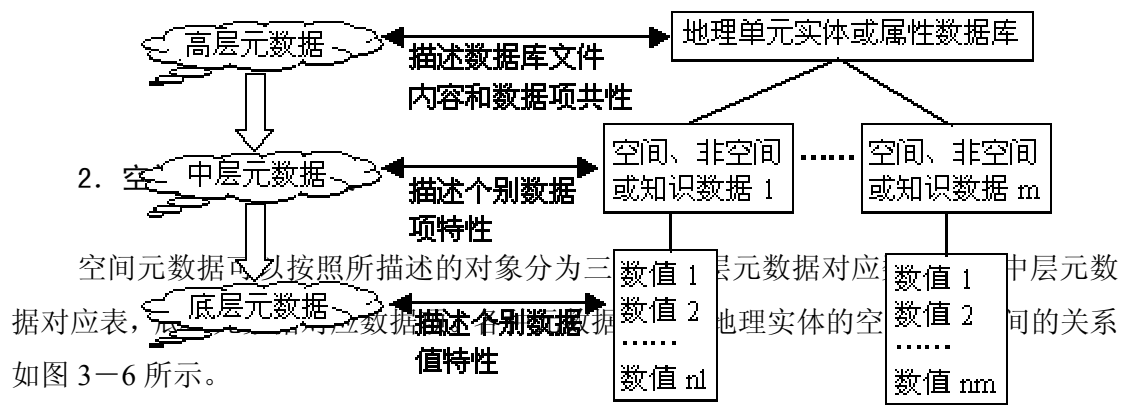 高层元数据
描述数据库文件
内容和数据项共性
地理单元实体或属性数据库
2．空
中层元数据
描述个别数据
项特性
空间、非空间
或知识数据 1
……
空间、非空间
或知识数据 m
空间元数据可以按照所描述的对象分为三 层元数据对应 中层元数
据对应表， 数据 数据 地理实体的空 间的关系
如图 3－6 所示。
底层元数据
描述个别数据
值特性
数值 1
数值 2
……
数值 n1
数值 1
数值 2
……
数值 nm